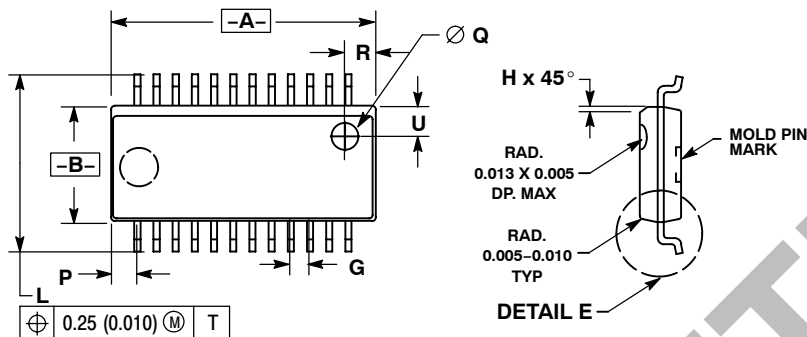 –A–
R
Ø Q
U
–B–
P
G
L
⌖ 0.25 (0.010) Ⓜ T
H x 45°
RAD.
0.013 X 0.005
DP. MAX
MOLD PIN
MARK
RAD.
0.005–0.010
TYP
DETAIL E